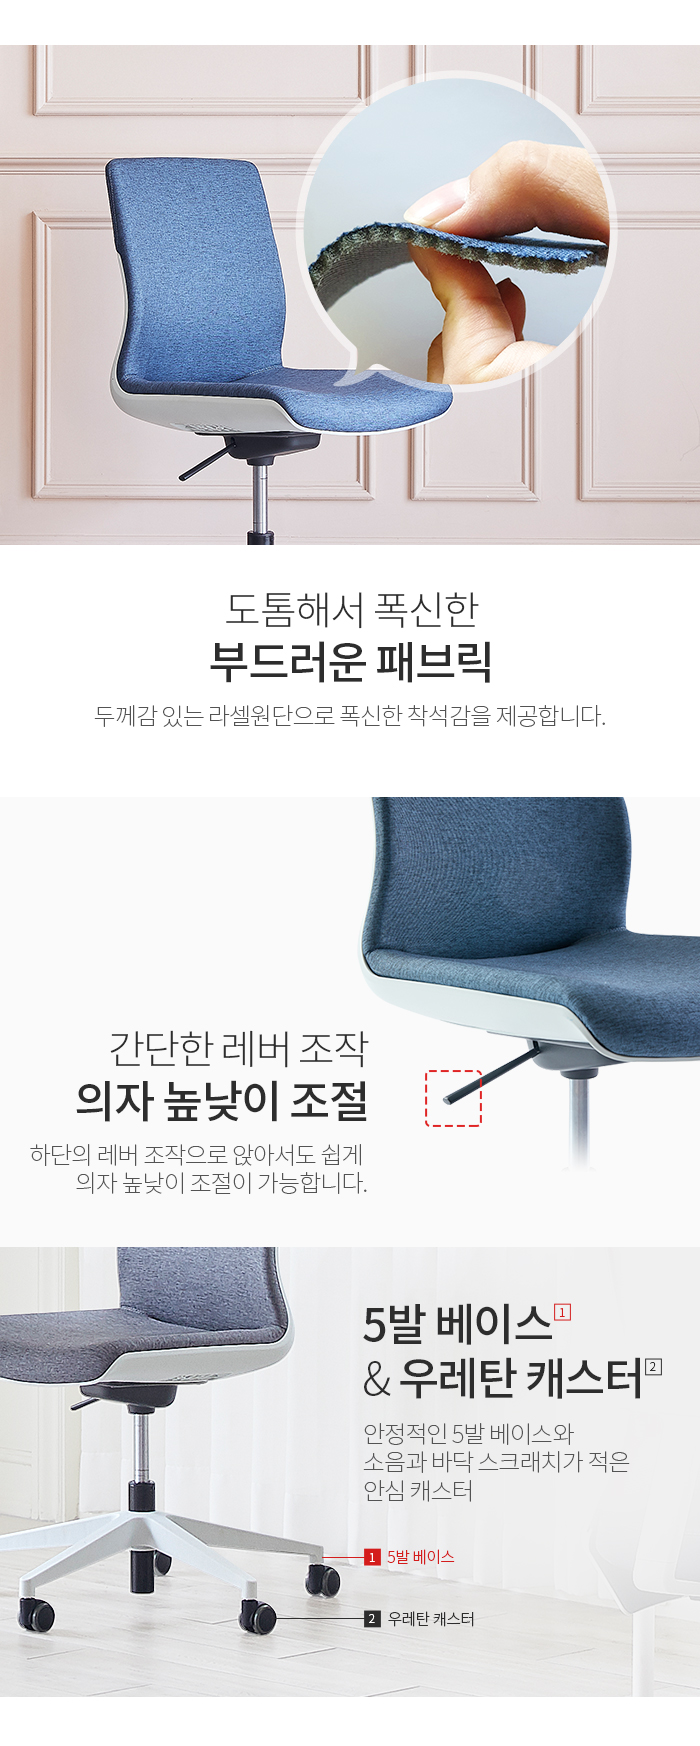 도톰해서 폭신한
부드러운 패브릭
두께감 있는 라셀원단으로 폭신한 착석감을 제공합니다.
간단한 레버 조작
의자 높낮이 조절
하단의 레버 조작으로 앉아서도 쉽게
의자 높낮이 조절이 가능합니다.
5발 베이스 1
& 우레탄 캐스터 2
안정적인 5발 베이스와
소음과 바닥 스크래치가 적은
안심 캐스터
1 5발 베이스
2 우레탄 캐스터